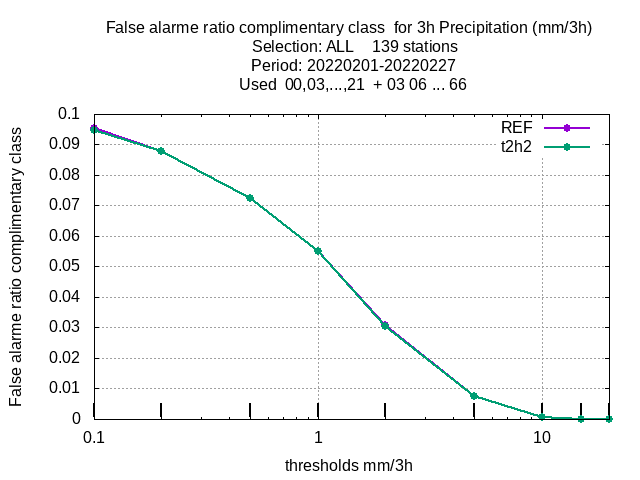 False alarme ratio complimentary class  for 3h Precipitation (mm/3h)
Selection: ALL    139 stations
Period: 20220201-20220227
Used  00,03,...,21  + 03 06 ... 66
REF
t2h2
False alarme ratio complimentary class
0.1
0.09
0.08
0.07
0.06
0.05
0.04
0.03
0.02
0.01
0
0.1 1 10
thresholds mm/3h